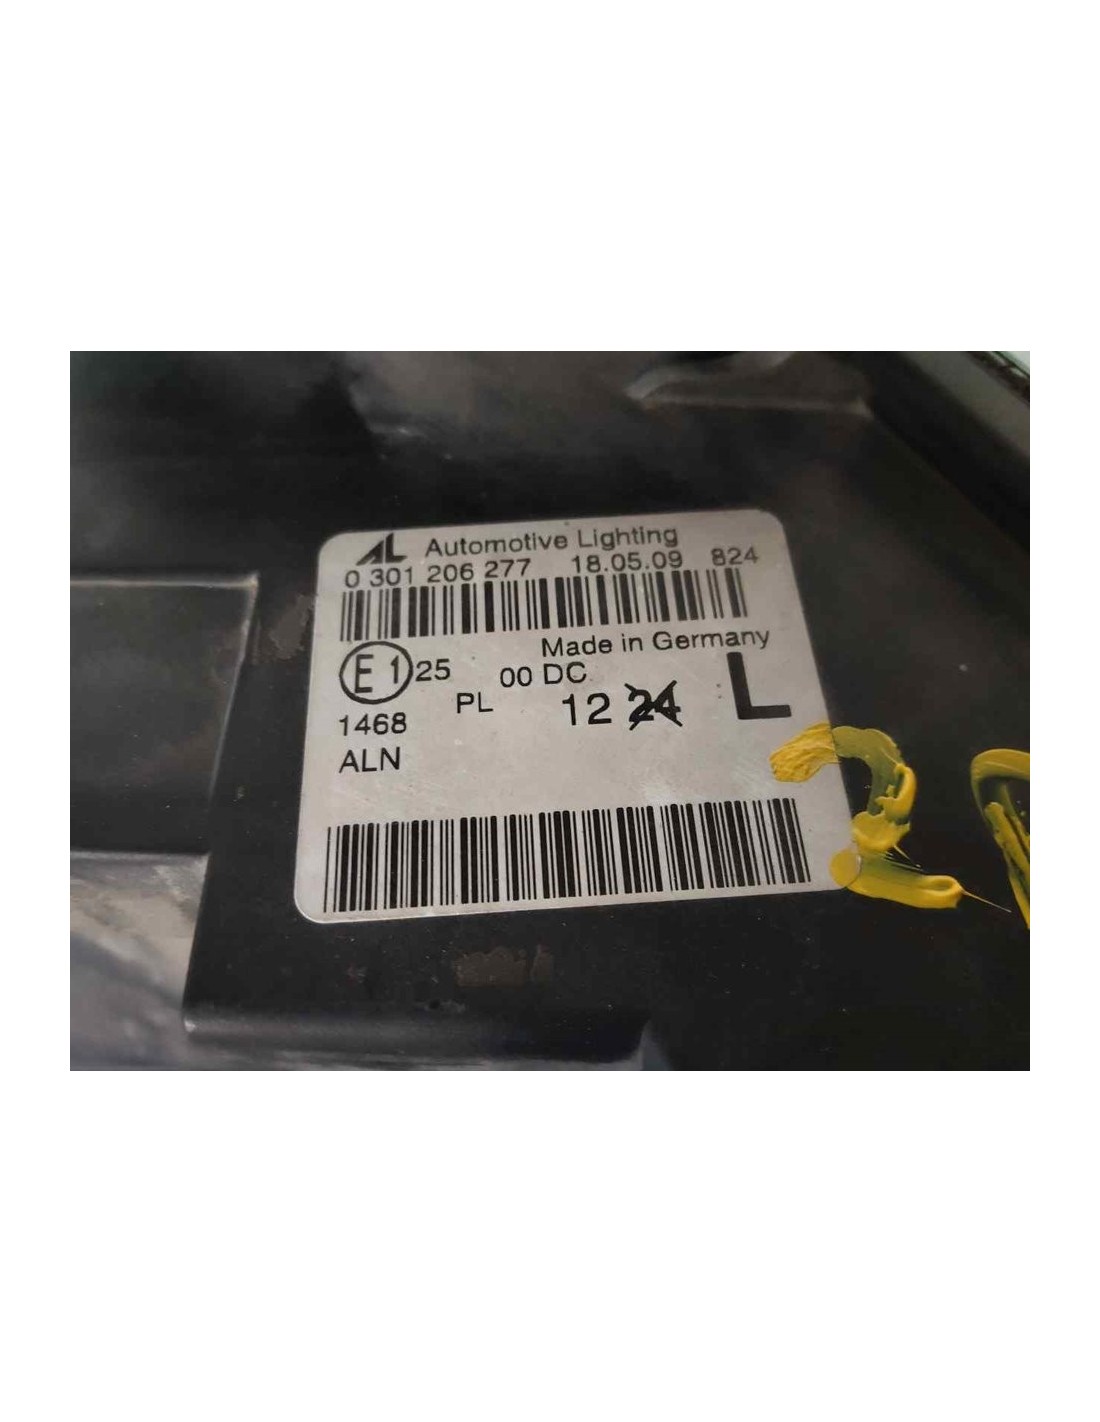 AL Automotive Lighting
0 301 206 277 18.05.09 824
Made in Germany
E1 25 00 DC
PL 12 24 L
1468
ALN
2